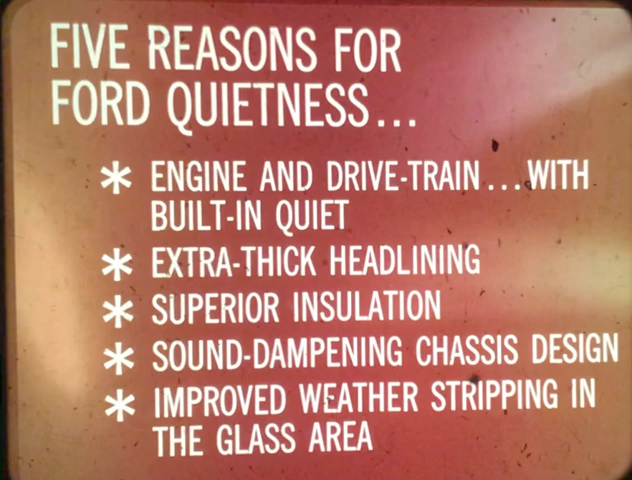 FIVE REASONS FOR
FORD QUIETNESS...
* ENGINE AND DRIVE-TRAIN...WITH
BUILT-IN QUIET
* EXTRA-THICK HEADLINING
* SUPERIOR INSULATION
* SOUND-DAMPENING CHASSIS DESIGN
* IMPROVED WEATHER STRIPPING IN
THE GLASS AREA